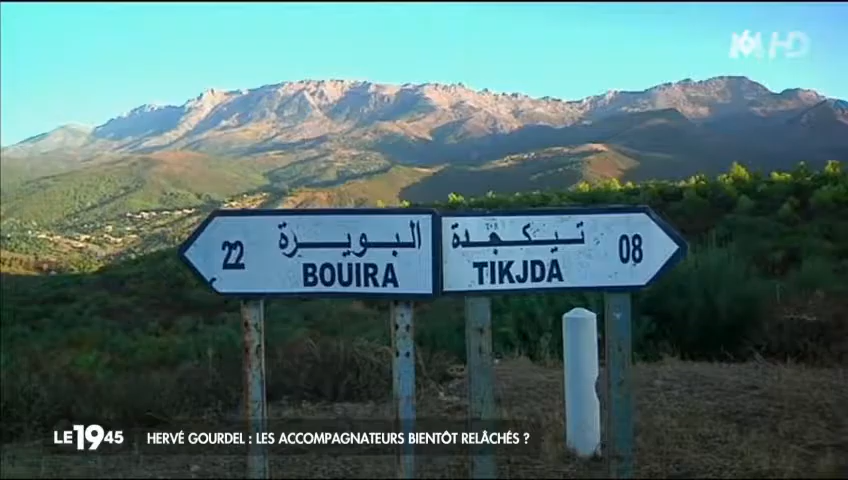 M6 HD
22 البويرة
BOUIRA
تيكجدة 08
TIKJDA
LE 19 45 HERVÉ GOURDEL : LES ACCOMPAGNATEURS BIENTÔT RELÂCHÉS ?